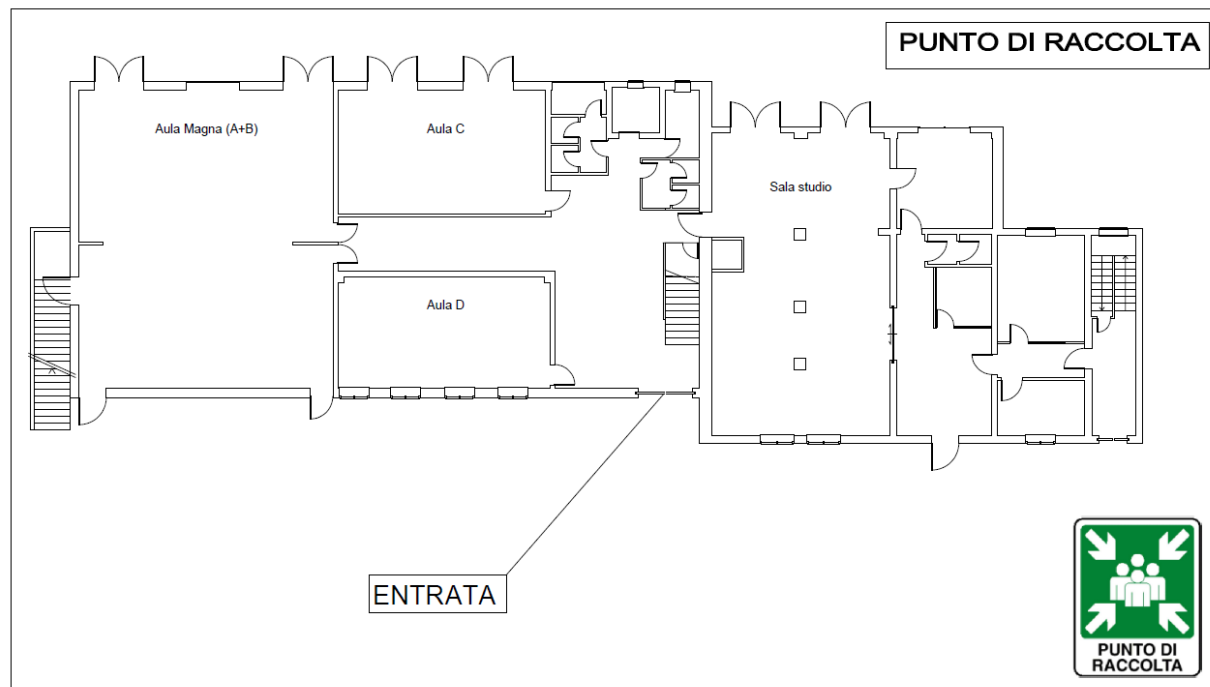 PUNTO DI RACCOLTA
Aula Magna (A+B)
Aula C
Sala studio
Aula D
ENTRATA
PUNTO DI
RACCOLTA